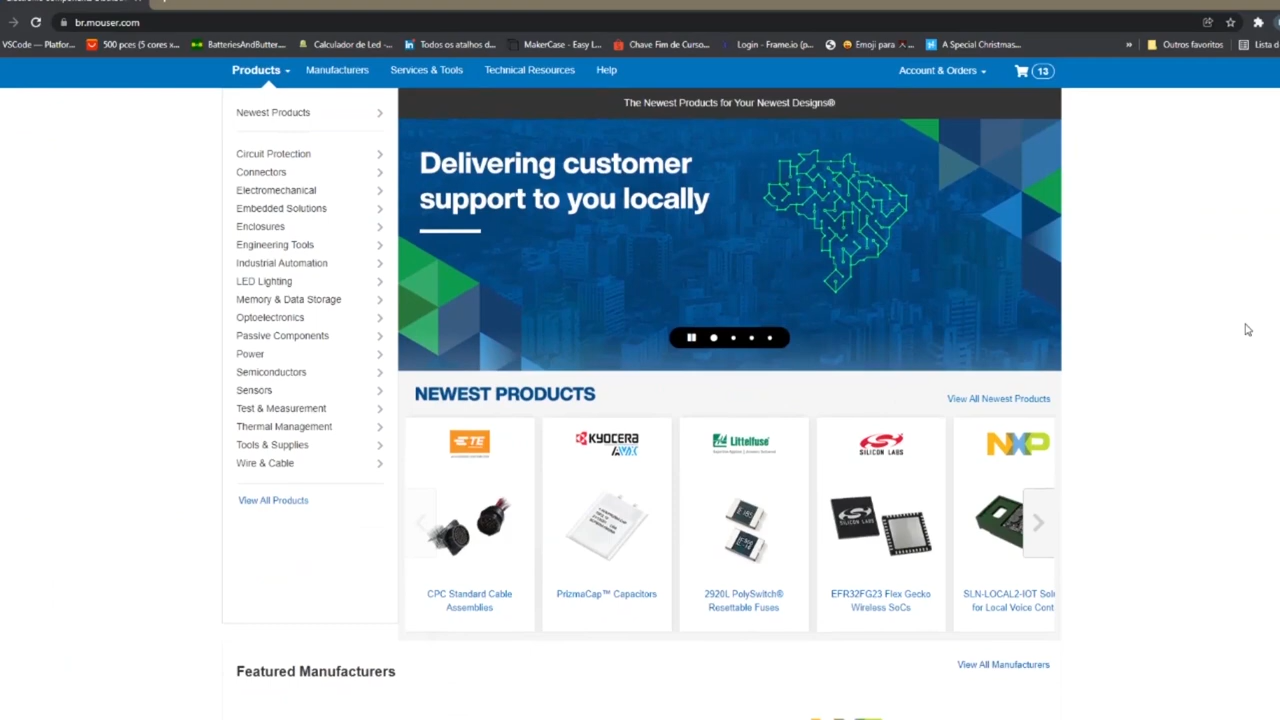 br.mouser.com
VSCode — Platfor...
500 pces (5 cores x...
BatteriesAndButter...
Calculador de Led -...
Todos os atalhos d...
MakerCase - Easy L...
Chave Fim de Curso...
Login - Frame.io (p...
Emoji para
A Special Christmas...
»
Outros favoritos
Lista d
Products
Manufacturers
Services & Tools
Technical Resources
Help
Account & Orders
13
Newest Products
Circuit Protection
Connectors
Electromechanical
Embedded Solutions
Enclosures
Engineering Tools
Industrial Automation
LED Lighting
Memory & Data Storage
Optoelectronics
Passive Components
Power
Semiconductors
Sensors
Test & Measurement
Thermal Management
Tools & Supplies
Wire & Cable
View All Products
The Newest Products for Your Newest Designs®
Delivering customer
support to you locally
NEWEST PRODUCTS
View All Newest Products
TE
KYOCERA
AVX
Littelfuse
SILICON LABS
NXP
SILICON LABS
CPC Standard Cable
Assemblies
PrizmaCap™ Capacitors
2920L PolySwitch®
Resettable Fuses
EFR32FG23 Flex Gecko
Wireless SoCs
SLN-LOCAL2-IOT Solu
for Local Voice Cont
Featured Manufacturers
View All Manufacturers